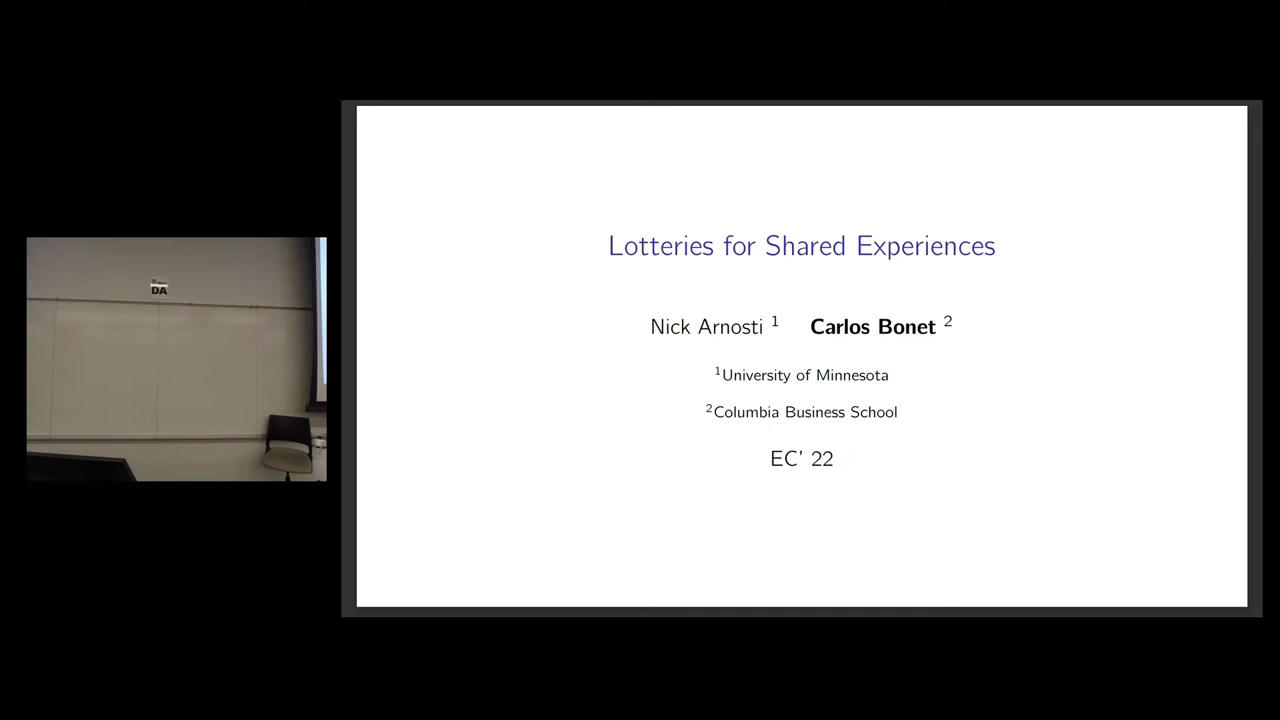 DA
Lotteries for Shared Experiences
Nick Arnosti ¹ Carlos Bonet ²
¹University of Minnesota
²Columbia Business School
EC' 22